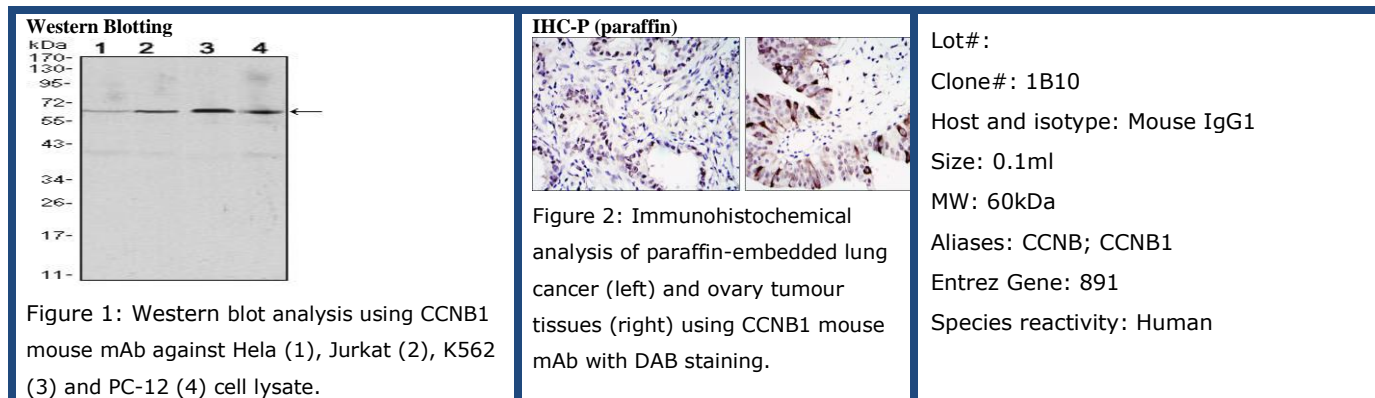 Western Blotting
kDa 1 2 3 4
170-
130-
95-
72-
55-
43-
34-
26-
17-
11-
Figure 1: Western blot analysis using CCNB1
mouse mAb against Hela (1), Jurkat (2), K562
(3) and PC-12 (4) cell lysate.
IHC-P (paraffin)
Figure 2: Immunohistochemical
analysis of paraffin-embedded lung
cancer (left) and ovary tumour
tissues (right) using CCNB1 mouse
mAb with DAB staining.
Lot#:
Clone#: 1B10
Host and isotype: Mouse IgG1
Size: 0.1ml
MW: 60kDa
Aliases: CCNB; CCNB1
Entrez Gene: 891
Species reactivity: Human